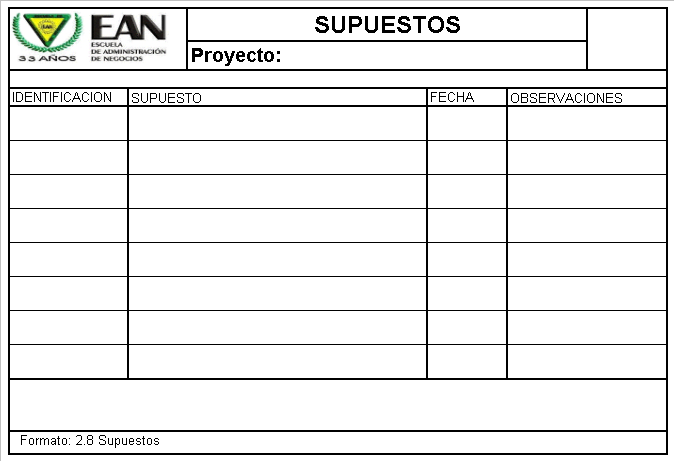 EAN
ESCUELA
DE ADMINISTRACIÓN
DE NEGOCIOS
33 AÑOS
SUPUESTOS
Proyecto:
IDENTIFICACION SUPUESTO FECHA OBSERVACIONES
Formato: 2.8 Supuestos